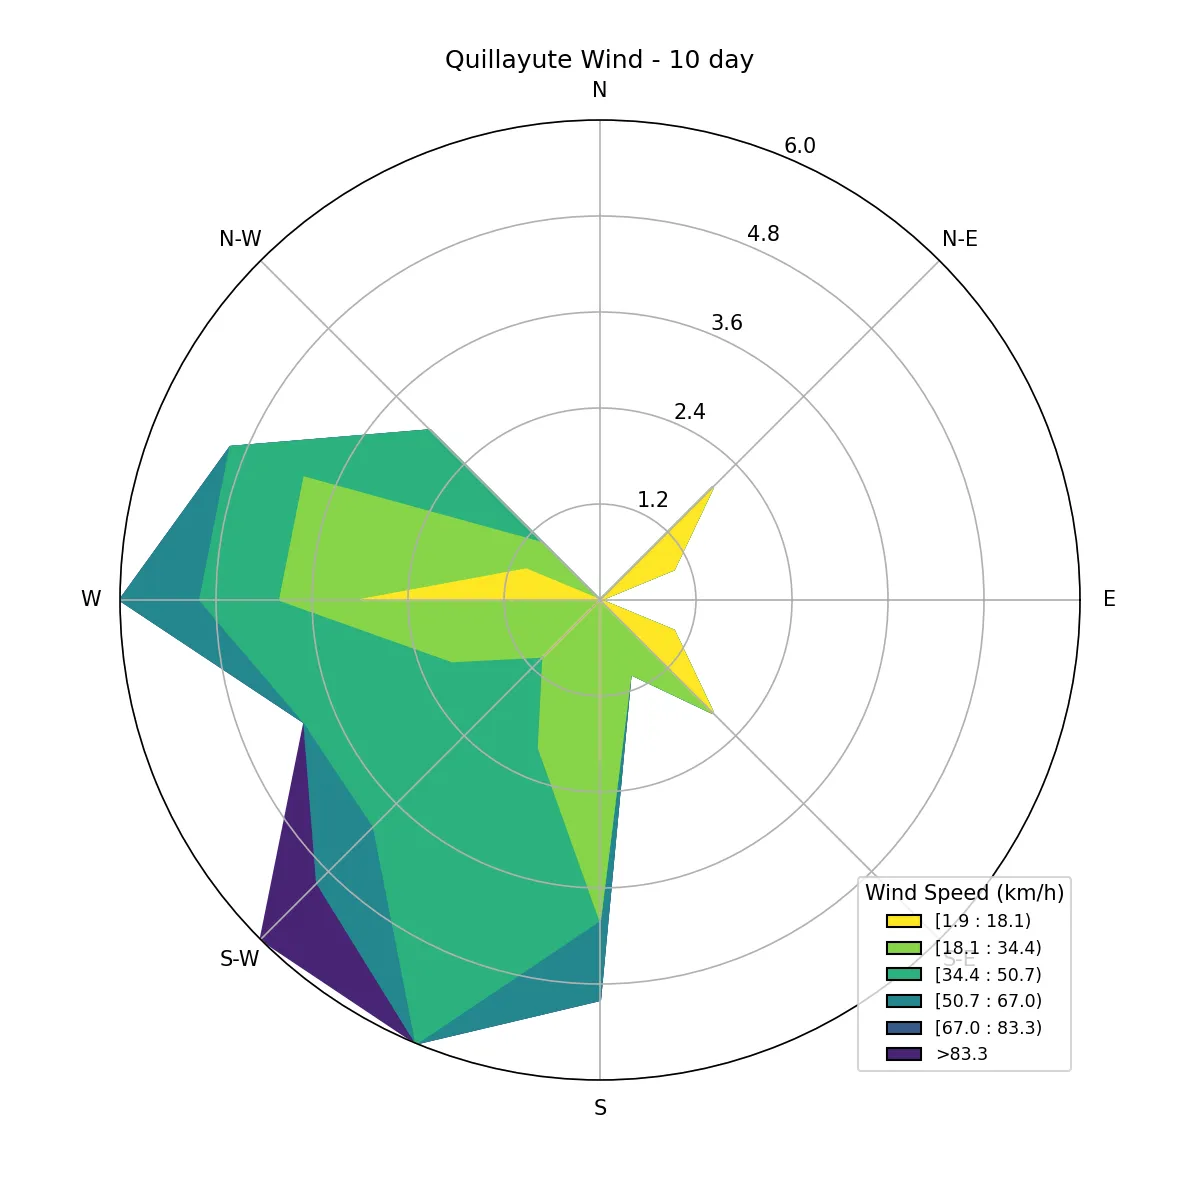 Quillayute Wind - 10 day
N
6.0
N-W
N-E
4.8
3.6
2.4
1.2
W
E
S-W
S-E
S
Wind Speed (km/h)
[1.9 : 18.1)
[18.1 : 34.4)
[34.4 : 50.7)
[50.7 : 67.0)
[67.0 : 83.3)
>83.3